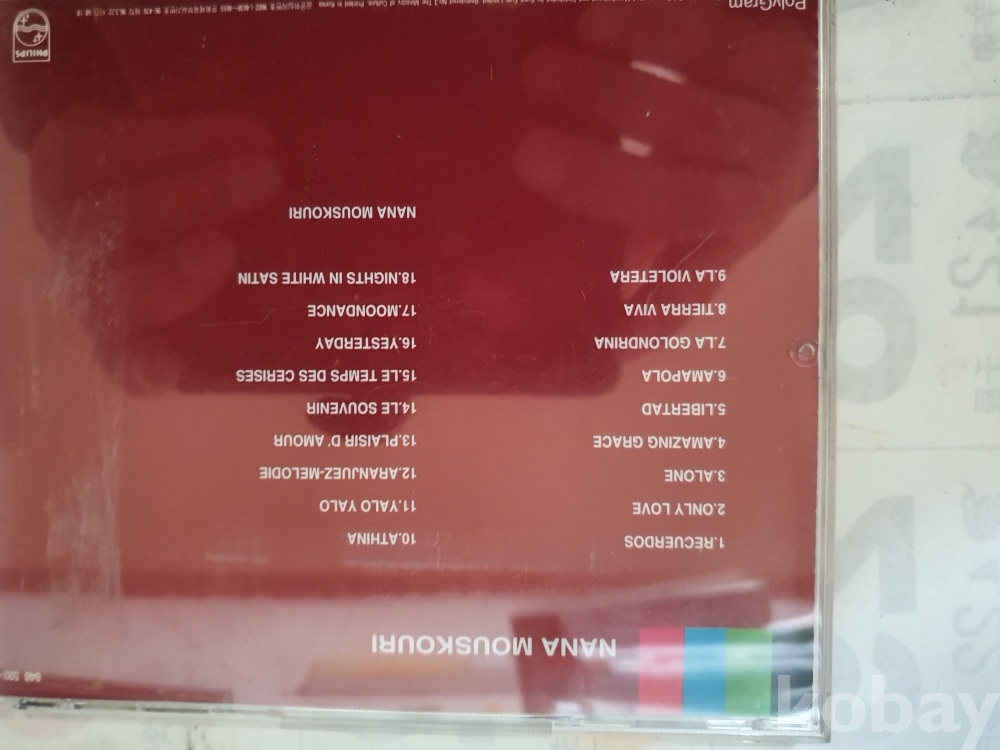 NANA MOUSKOURI
1.RECUERDOS
2.ONLY LOVE
3.ALONE
4.AMAZING GRACE
5.LIBERTAD
6.AMAPOLA
7.LA GOLONDRINA
8.TIERRA VIVA
9.LA VIOLETERA
10.ATHINA
11.YALO YALO
12.ARANJUEZ-MELODIE
13.PLAISIR D' AMOUR
14.LE SOUVENIR
15.LE TEMPS DES CERISES
16.YESTERDAY
17.MOONDANCE
18.NIGHTS IN WHITE SATIN
NANA MOUSKOURI
PolyGram
PHILIPS
kobay